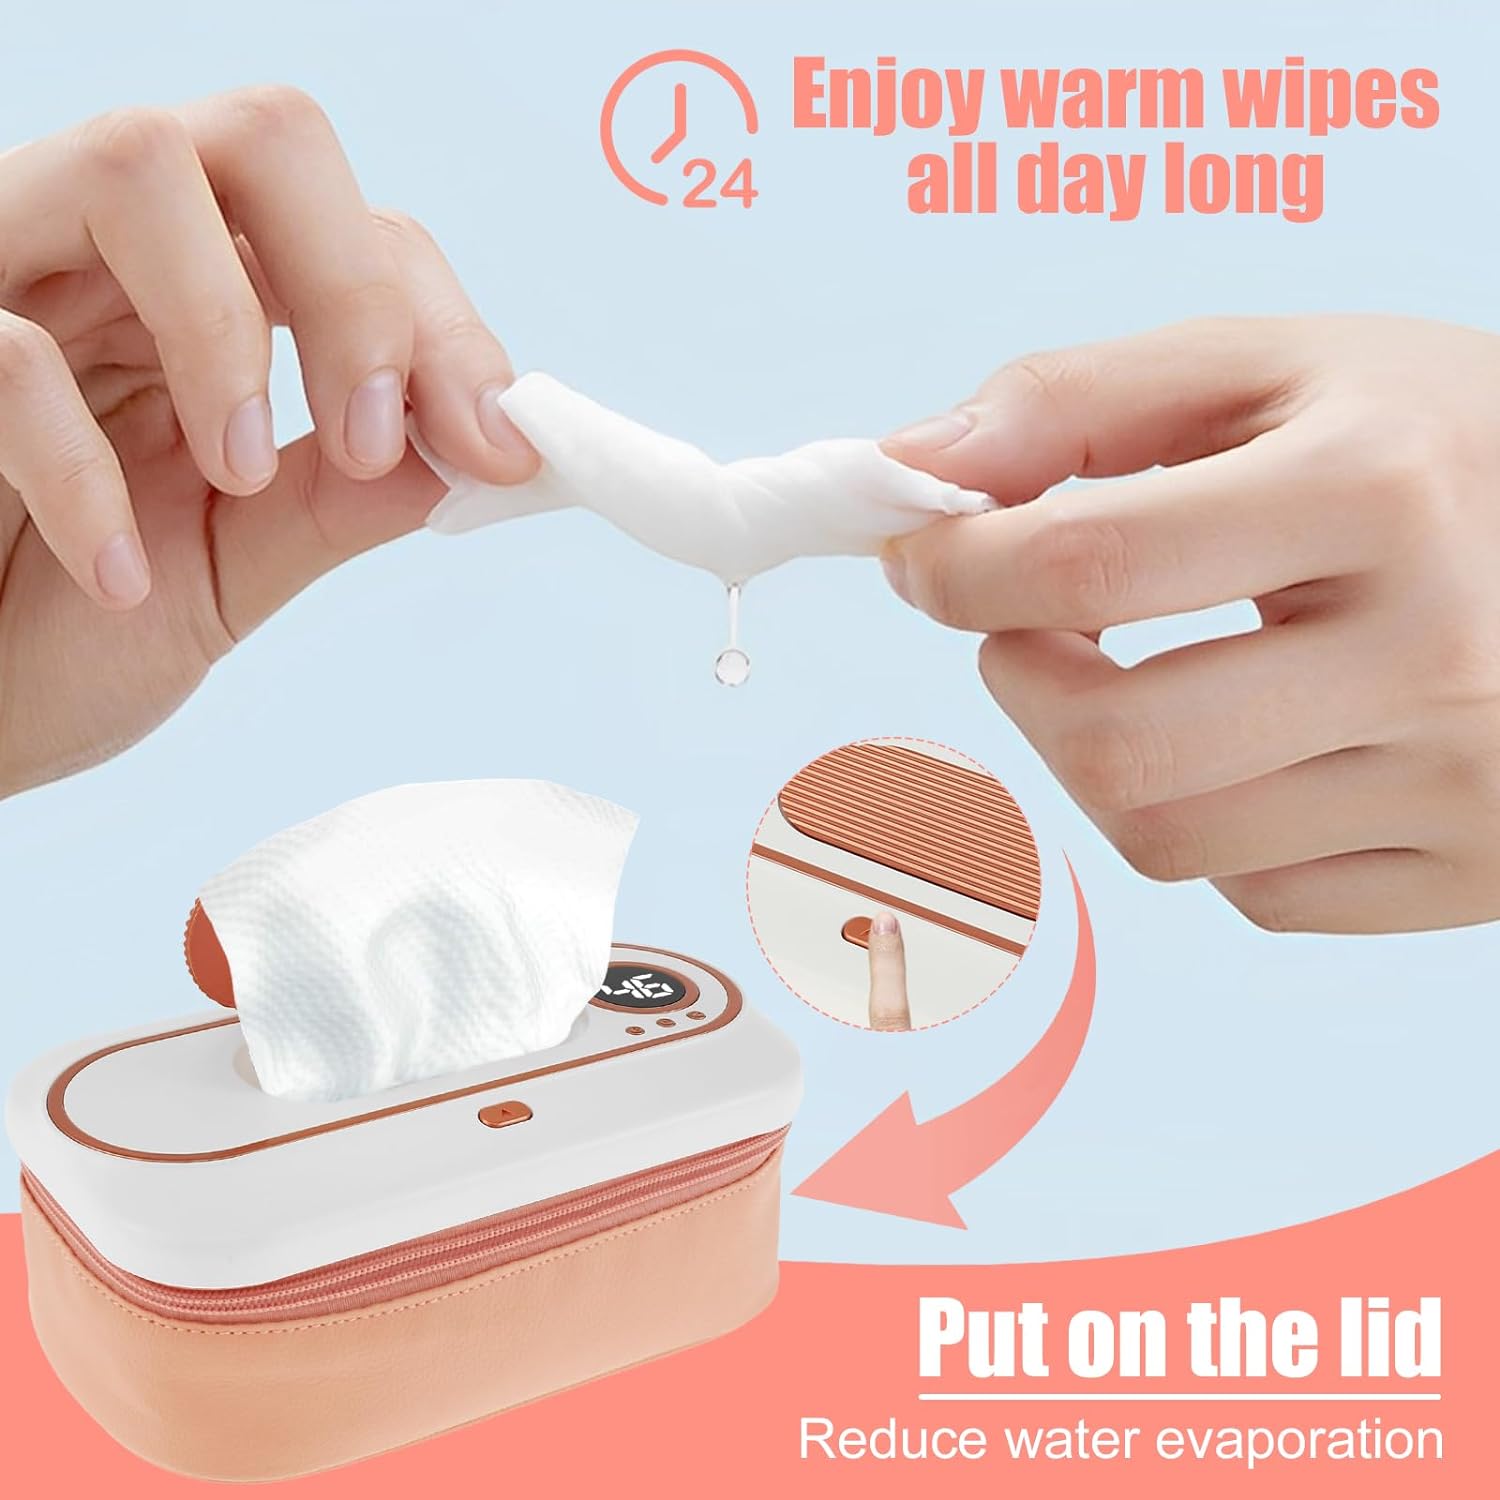 24
Enjoy warm wipes
all day long
Put on the lid
Reduce water evaporation